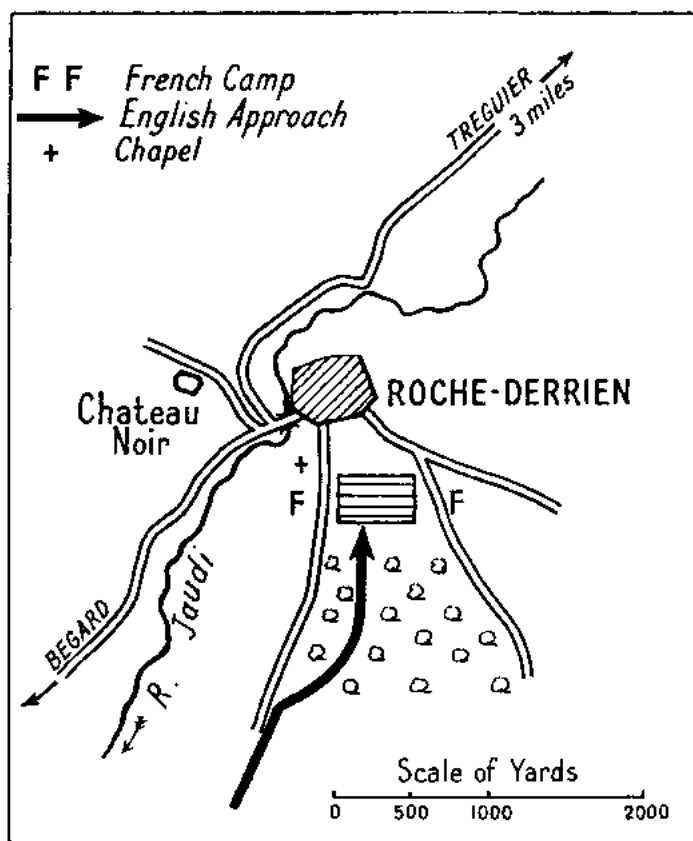 F F French Camp
English Approach
+ Chapel
TREGUIER
3 miles
ROCHE-DERRIEN
Chateau
Noir
F
F
Jaudi
R.
BEGARD
Scale of Yards
0 500 1000 2000